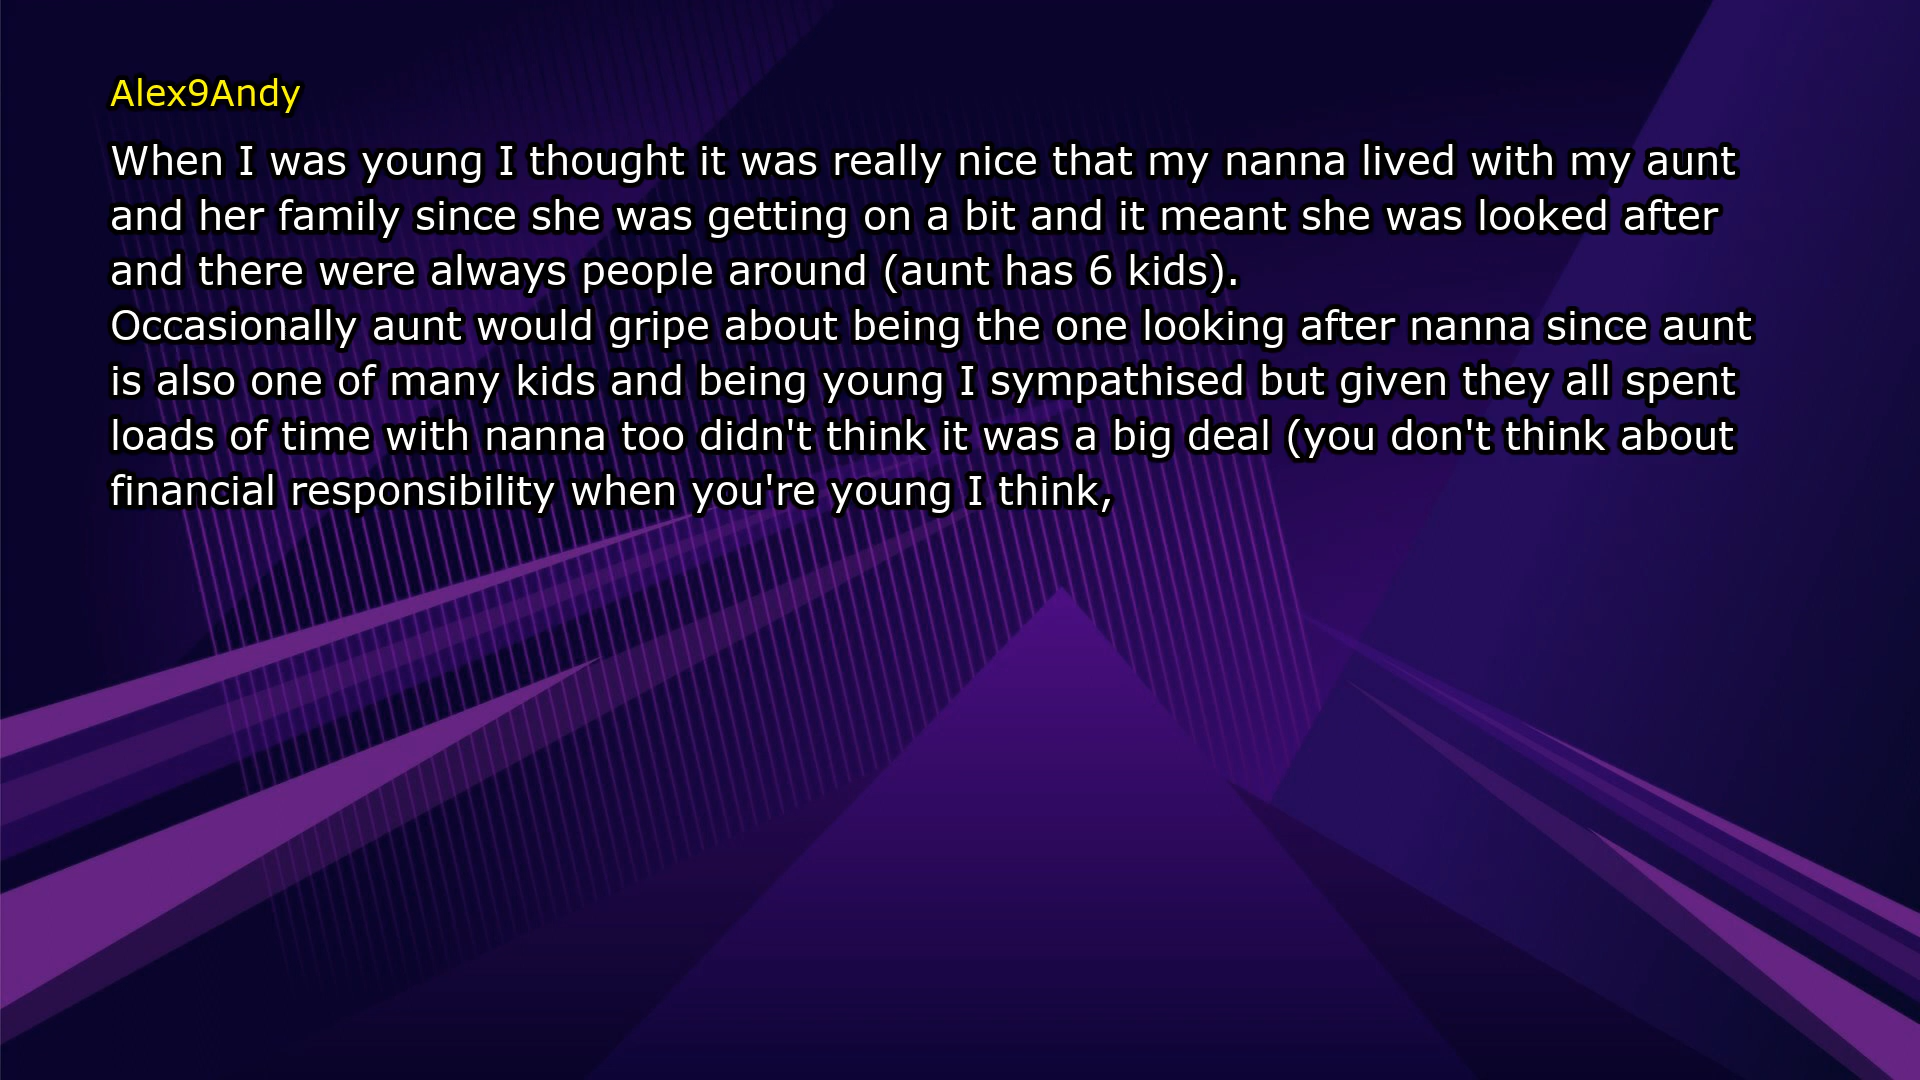 Alex9Andy
When I was young I thought it was really nice that my nanna lived with my aunt
and her family since she was getting on a bit and it meant she was looked after
and there were always people around (aunt has 6 kids).
Occasionally aunt would gripe about being the one looking after nanna since aunt
is also one of many kids and being young I sympathised but given they all spent
loads of time with nanna too didn't think it was a big deal (you don't think about
financial responsibility when you're young I think,